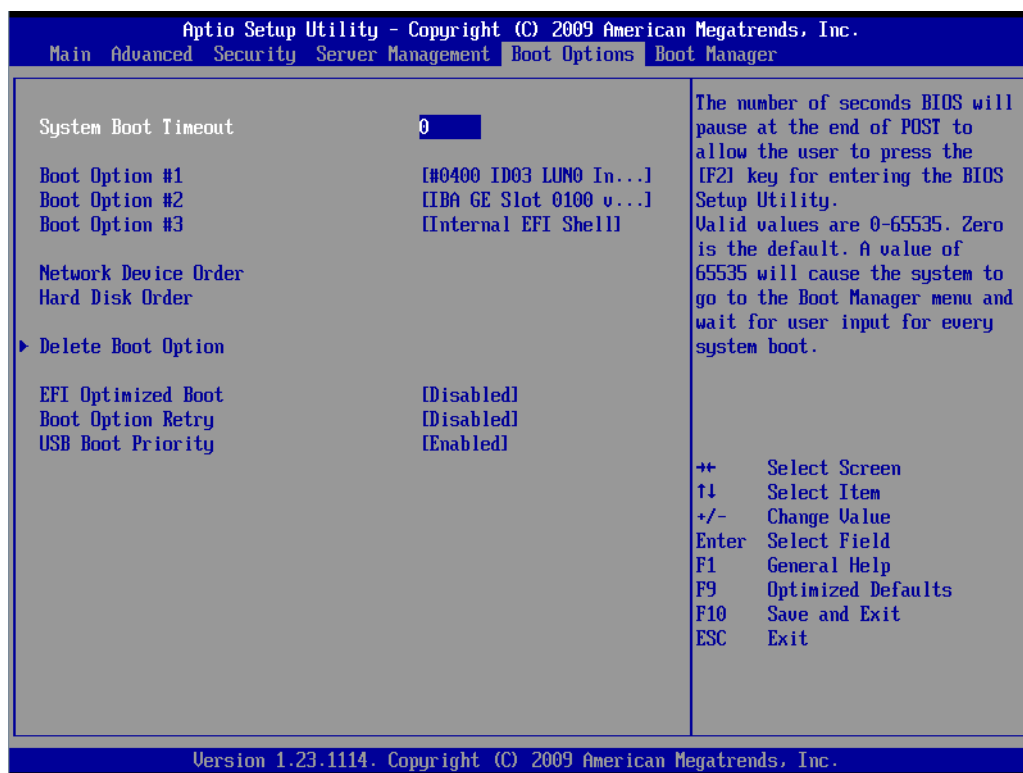 Aptio Setup Utility - Copyright (C) 2009 American Megatrends, Inc.
Main Advanced Security Server Management Boot Options Boot Manager
System Boot Timeout 0
Boot Option #1 [#0400 ID03 LUN0 In...]
Boot Option #2 [IBA GE Slot 0100 v...]
Boot Option #3 [Internal EFI Shell]
Network Device Order
Hard Disk Order
Delete Boot Option
EFI Optimized Boot [Disabled]
Boot Option Retry [Disabled]
USB Boot Priority [Enabled]
The number of seconds BIOS will
pause at the end of POST to
allow the user to press the
[F2] key for entering the BIOS
Setup Utility.
Valid values are 0-65535. Zero
is the default. A value of
65535 will cause the system to
go to the Boot Manager menu and
wait for user input for every
system boot.
→← Select Screen
↑↓ Select Item
+/- Change Value
Enter Select Field
F1 General Help
F9 Optimized Defaults
F10 Save and Exit
ESC Exit
Version 1.23.1114. Copyright (C) 2009 American Megatrends, Inc.